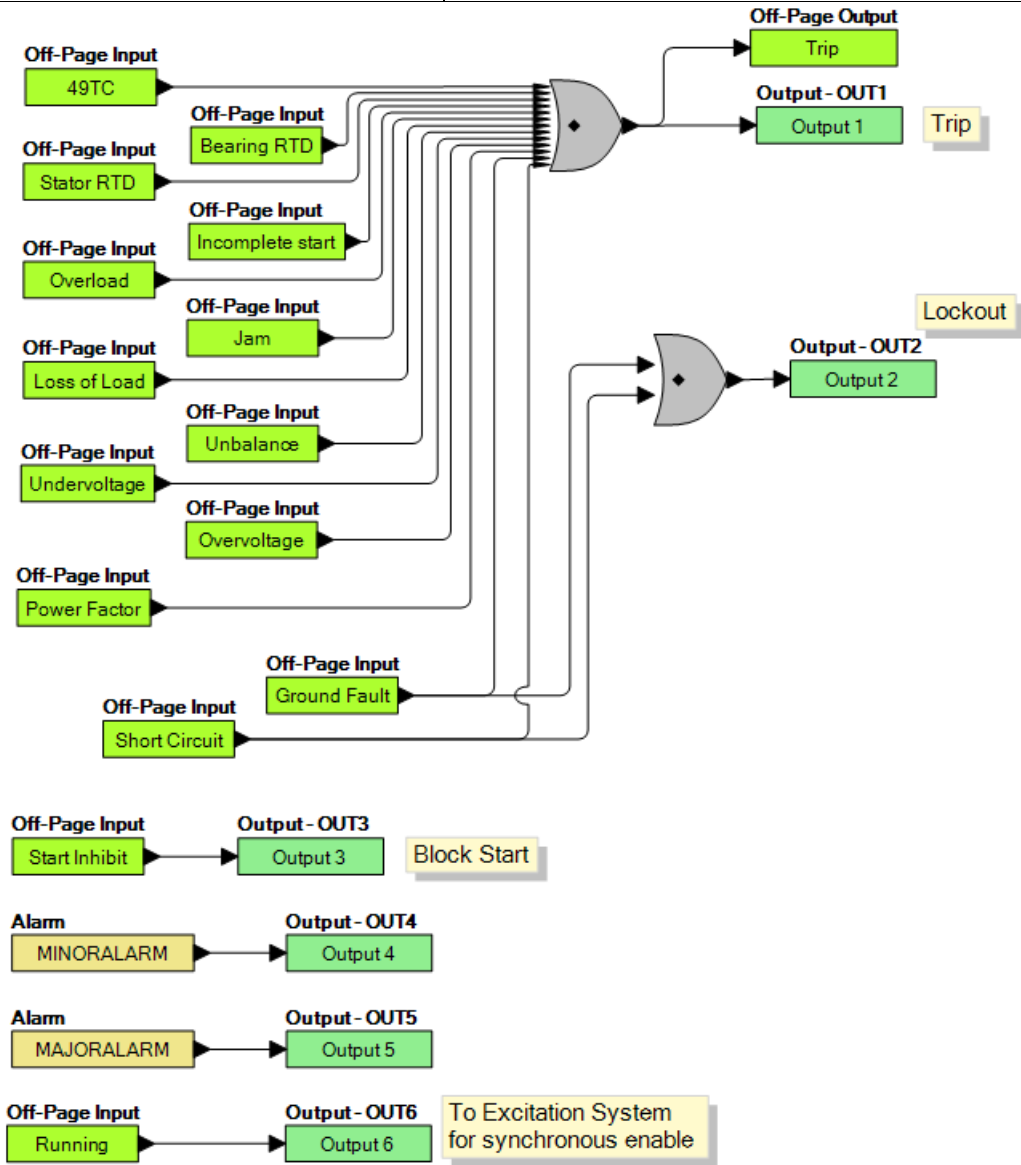 Off-Page Output
Trip
Off-Page Input
49TC
Output - OUT1
Output 1
Trip
Off-Page Input
Bearing RTD
Off-Page Input
Stator RTD
Off-Page Input
Incomplete start
Off-Page Input
Overload
Off-Page Input
Jam
Lockout
Off-Page Input
Loss of Load
Output - OUT2
Output 2
Off-Page Input
Unbalance
Off-Page Input
Undervoltage
Off-Page Input
Overvoltage
Off-Page Input
Power Factor
Off-Page Input
Ground Fault
Off-Page Input
Short Circuit
Off-Page Input
Start Inhibit
Output - OUT3
Output 3
Block Start
Alarm
MINORALARM
Output - OUT4
Output 4
Alarm
MAJORALARM
Output - OUT5
Output 5
Off-Page Input
Running
Output - OUT6
Output 6
To Excitation System
for synchronous enable